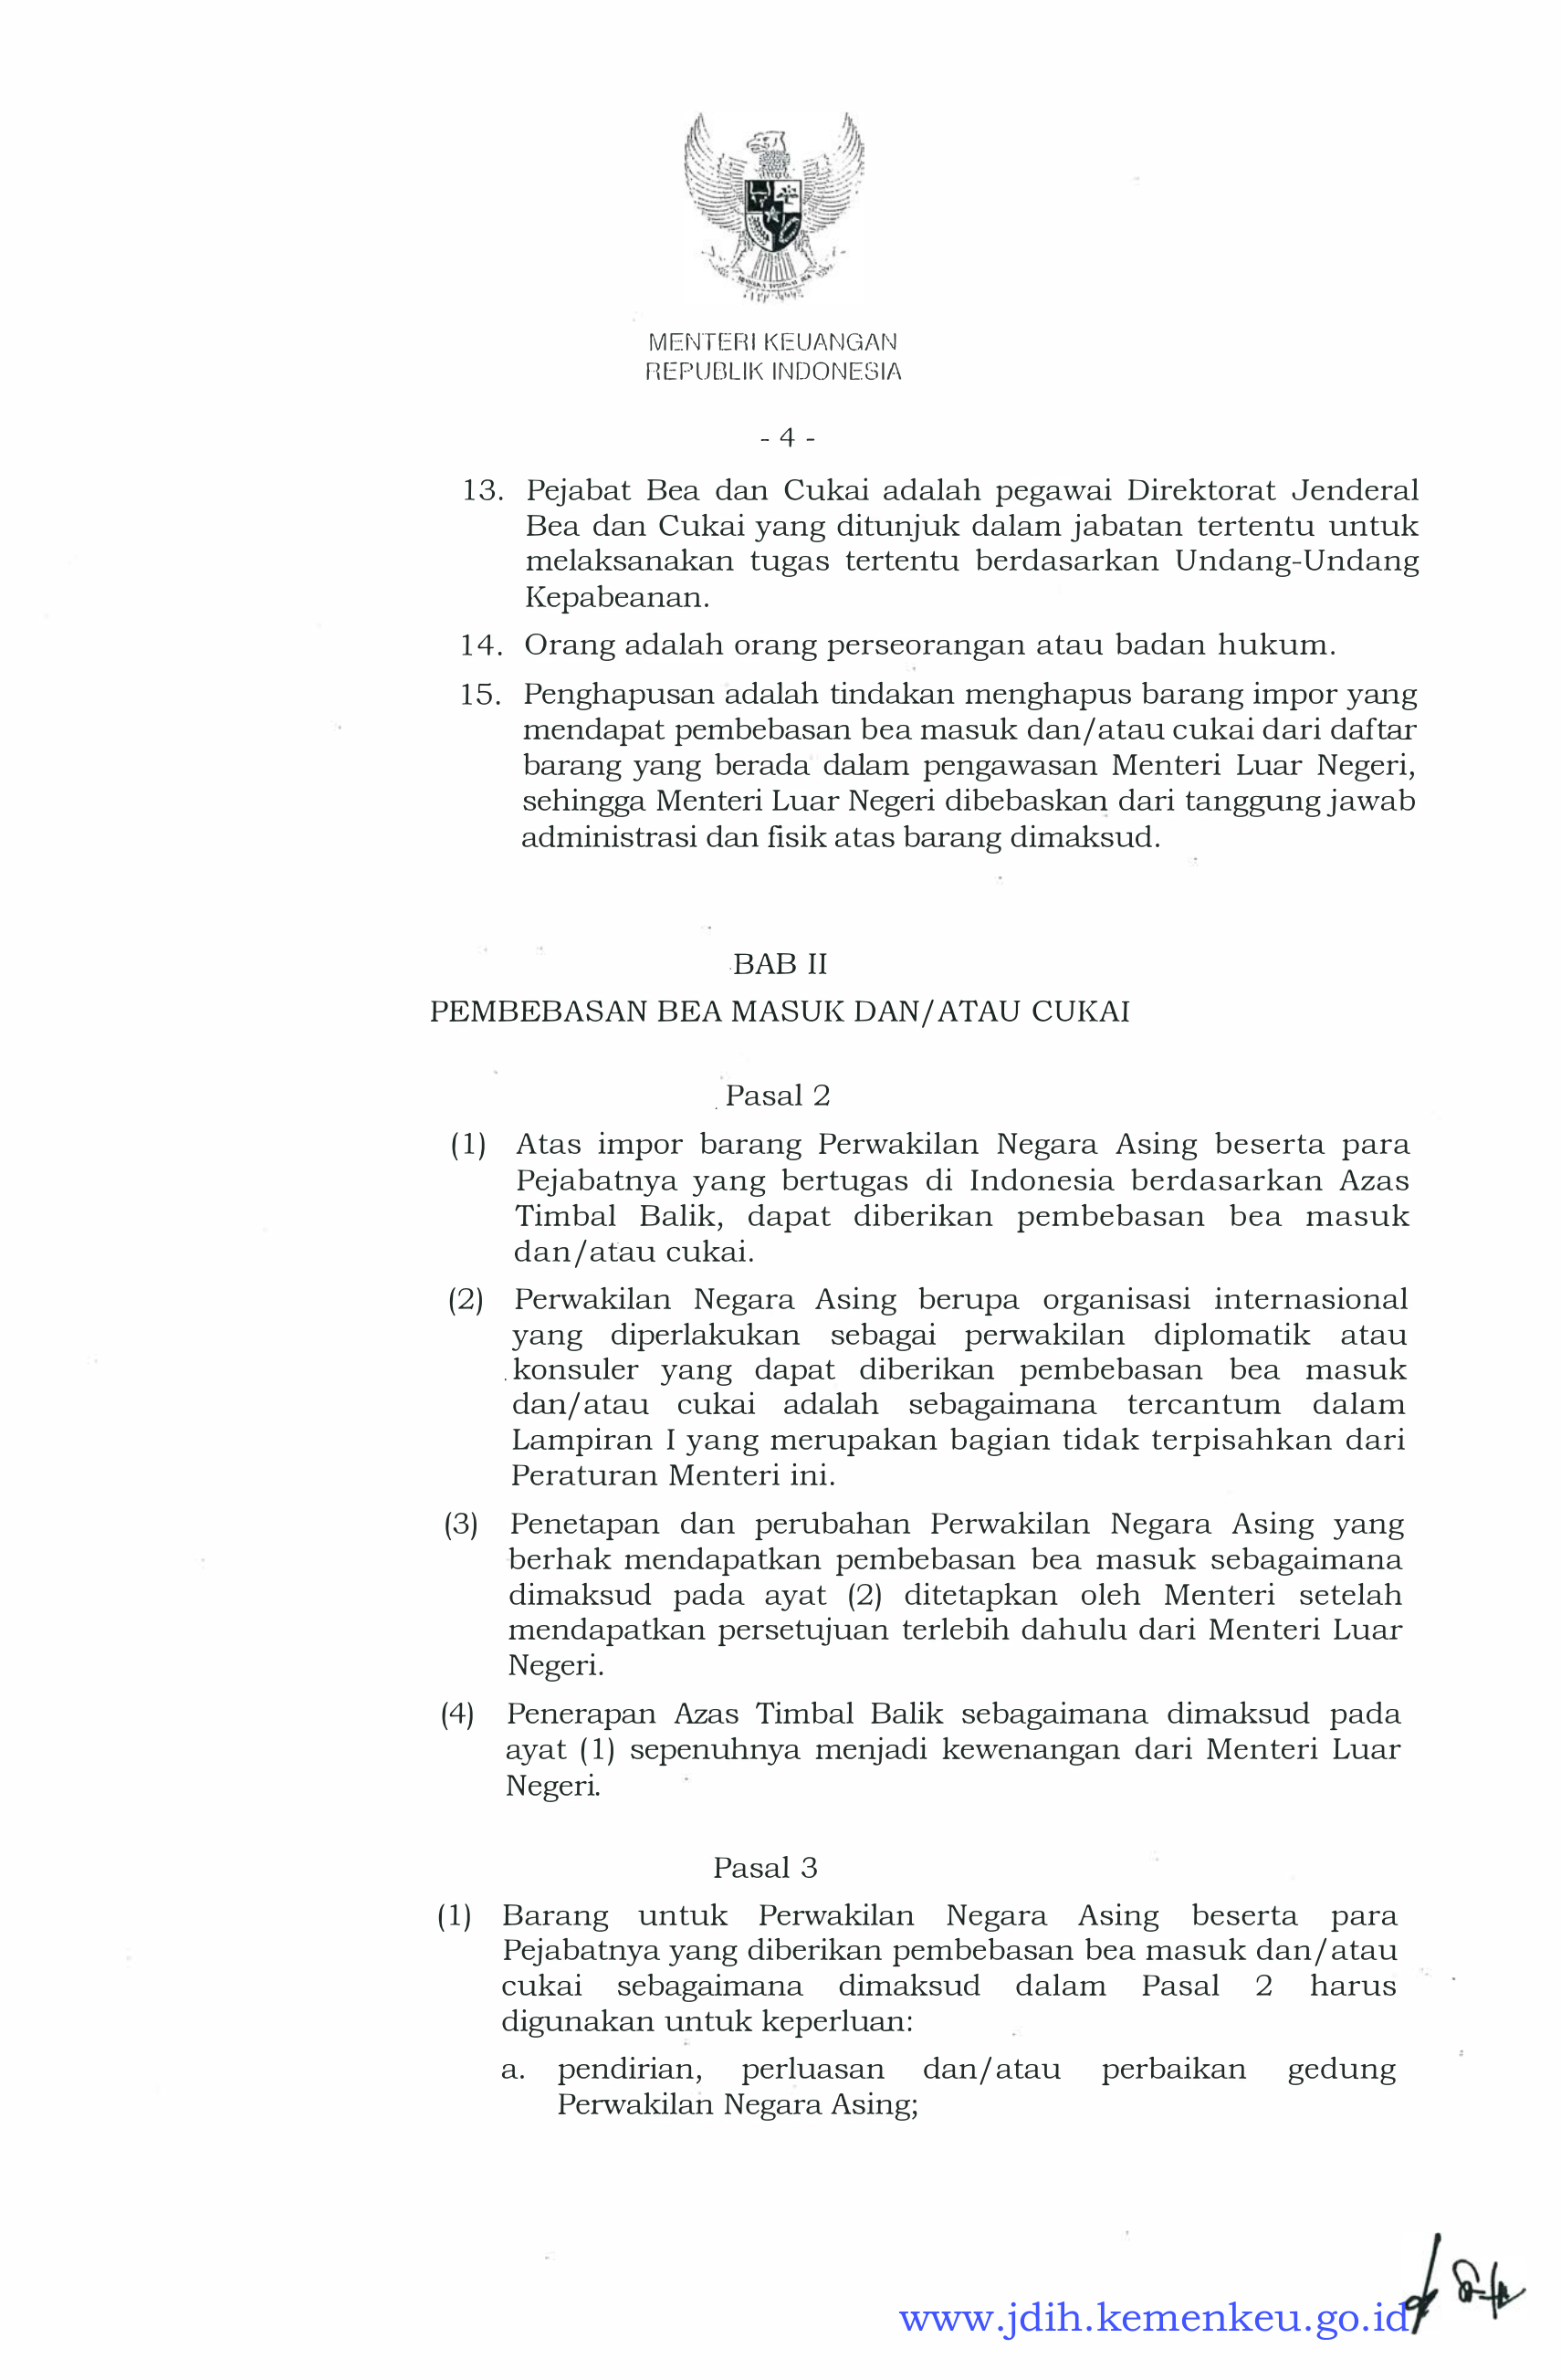 MENTERI KEUANGAN
REPUBLIK INDONESIA
- 4 -
13. Pejabat Bea dan Cukai adalah pegawai Direktorat Jenderal
Bea dan Cukai yang ditunjuk dalam jabatan tertentu untuk
melaksanakan tugas tertentu berdasarkan Undang-Undang
Kepabeanan.
14. Orang adalah orang perseorangan atau badan hukum.
15. Penghapusan adalah tindakan menghapus barang impor yang
mendapat pembebasan bea masuk dan/atau cukai dari daftar
barang yang berada dalam pengawasan Menteri Luar Negeri,
sehingga Menteri Luar Negeri dibebaskan dari tanggung jawab
administrasi dan fisik atas barang dimaksud.
BAB II
PEMBEBASAN BEA MASUK DAN/ATAU CUKAI
Pasal 2
(1) Atas impor barang Perwakilan Negara Asing beserta para
Pejabatnya yang bertugas di Indonesia berdasarkan Azas
Timbal Balik, dapat diberikan pembebasan bea masuk
dan/atau cukai.
(2) Perwakilan Negara Asing berupa organisasi internasional
yang diperlakukan sebagai perwakilan diplomatik atau
konsuler yang dapat diberikan pembebasan bea masuk
dan/atau cukai adalah sebagaimana tercantum dalam
Lampiran I yang merupakan bagian tidak terpisahkan dari
Peraturan Menteri ini.
(3) Penetapan dan perubahan Perwakilan Negara Asing yang
berhak mendapatkan pembebasan bea masuk sebagaimana
dimaksud pada ayat (2) ditetapkan oleh Menteri setelah
mendapatkan persetujuan terlebih dahulu dari Menteri Luar
Negeri.
(4) Penerapan Azas Timbal Balik sebagaimana dimaksud pada
ayat (1) sepenuhnya menjadi kewenangan dari Menteri Luar
Negeri.
Pasal 3
(1) Barang untuk Perwakilan Negara Asing beserta para
Pejabatnya yang diberikan pembebasan bea masuk dan/atau
cukai sebagaimana dimaksud dalam Pasal 2 harus
digunakan untuk keperluan:
a. pendirian, perluasan dan/atau perbaikan gedung
Perwakilan Negara Asing;
www.jdih.kemenkeu.go.id